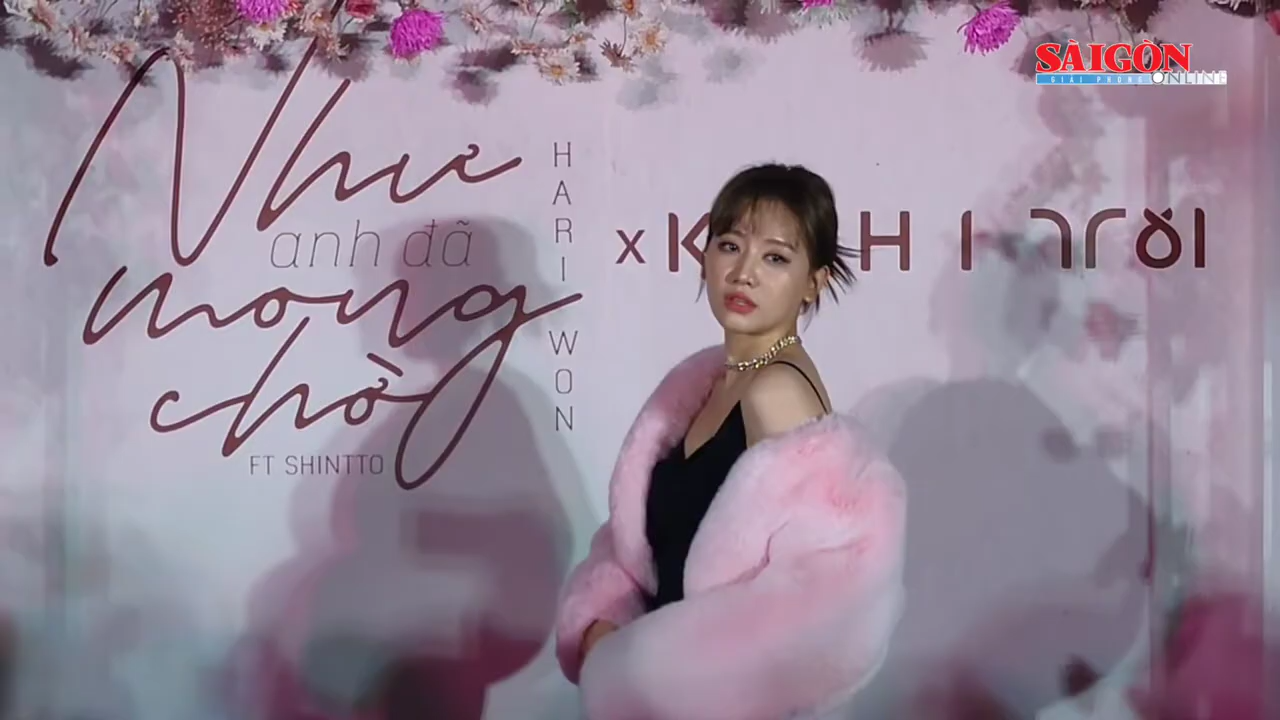 SÀIGÒN
GIẢI PHÓNG ONLINE
Như
anh đã
mong
chờ
FT SHINTTO
HARI WON
x